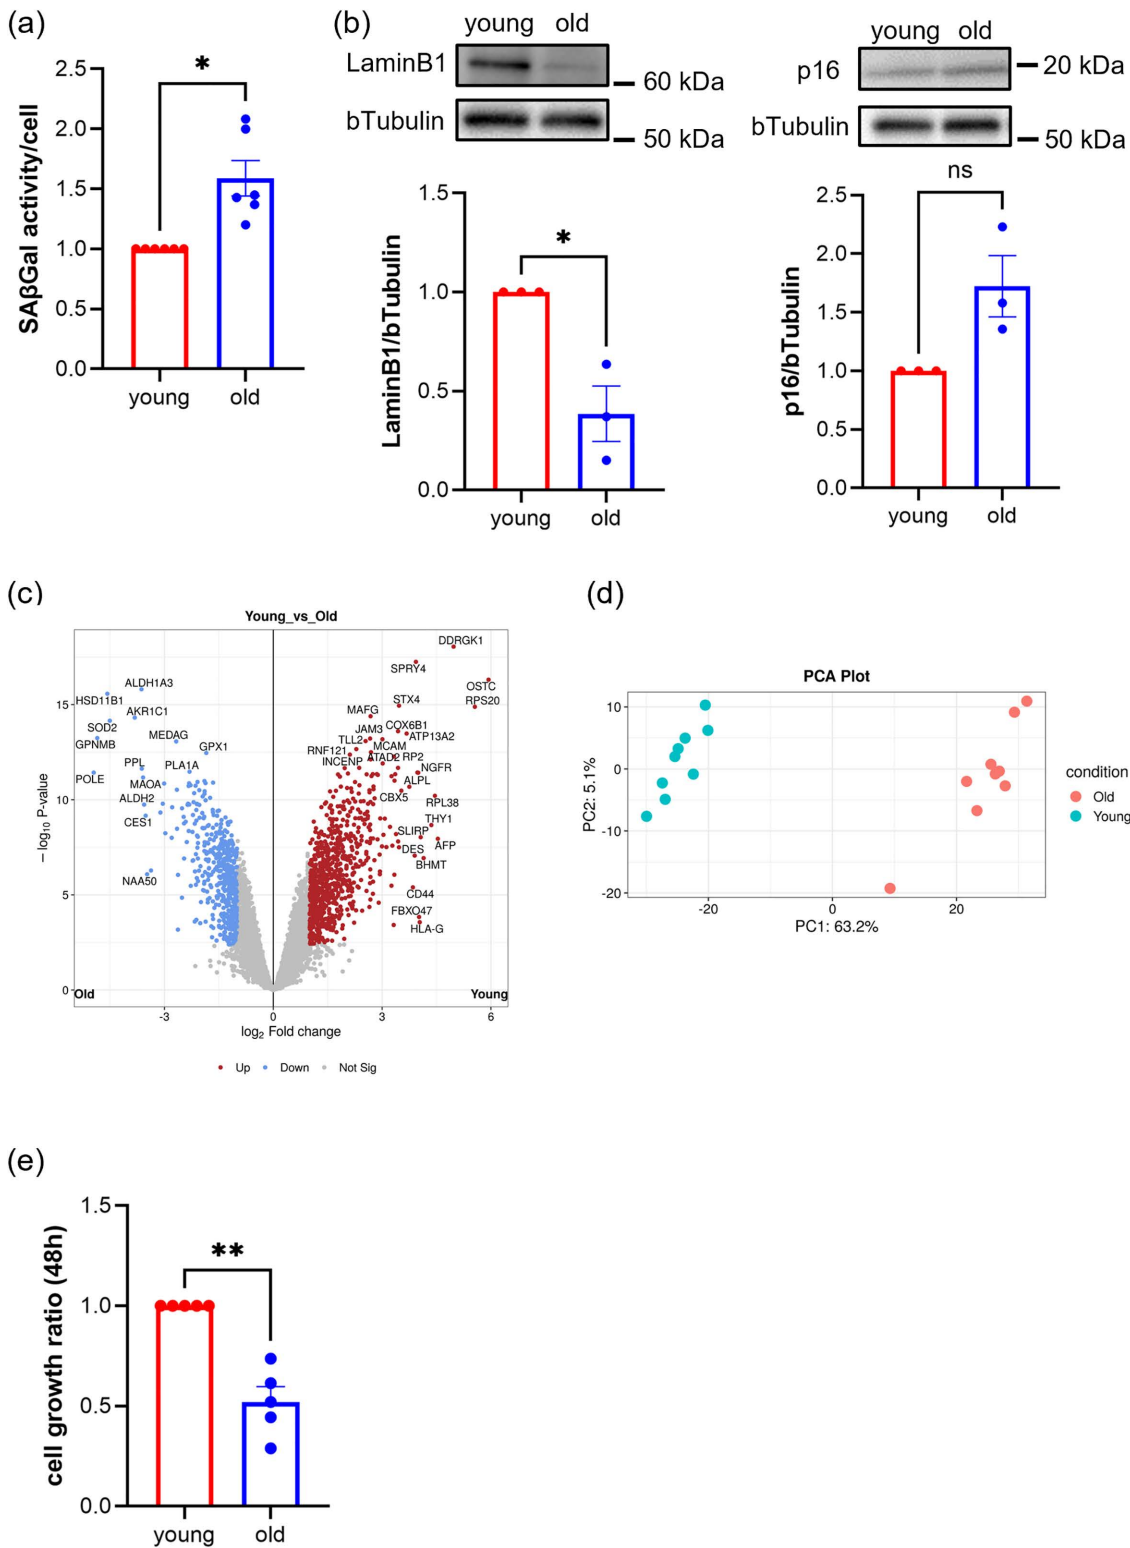 (a)
*
SAβGal activity/cell
2.5
2.0
1.5
1.0
0.5
0.0
young
old
(b)
young
old
LaminB1
60 kDa
bTubulin
50 kDa
*
LaminB1/bTubulin
1.5
1.0
0.5
0.0
young
old
young
old
p16
20 kDa
bTubulin
50 kDa
ns
p16/bTubulin
2.5
2.0
1.5
1.0
0.5
0.0
young
old
(c)
Young_vs_Old
DDRGK1
SPRY4
OSTC
RPS20
ALDH1A3
HSD11B1
AKR1C1
SOD2
GPNMB
MEDAG
GPX1
PPL
PLA1A
POLE
MAOA
ALDH2
CES1
NAA50
STX4
MAFG
JAM3
COX6B1
TLL2
ATP13A2
RNF121
MCAM
INCENP
ATAD2
RP2
NGFR
ALPL
CBX5
RPL38
THY1
SLIRP
AFP
DES
BHMT
CD44
FBXO47
HLA-G
− log10 P-value
15
10
5
0
Old
Young
-3
0
3
6
log2 Fold change
Up
Down
Not Sig
(d)
PCA Plot
PC2: 5.1%
10
0
-10
-20
-20
0
20
PC1: 63.2%
condition
Old
Young
(e)
**
cell growth ratio (48h)
1.5
1.0
0.5
0.0
young
old